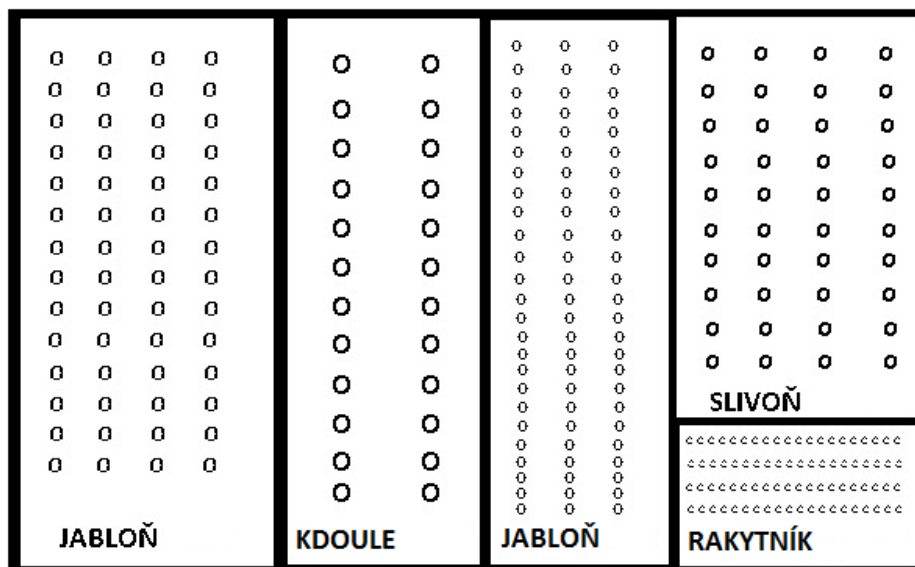 JABLOŇ
KDOULE
JABLOŇ
SLIVOŇ
RAKYTNÍK